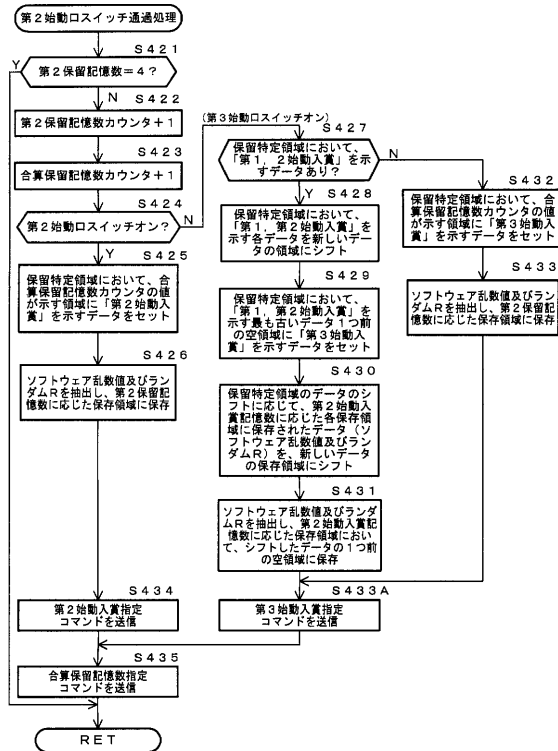 第2始動口スイッチ通過処理
S421
Y
第2保留記憶数=4?
N
S422
第2保留記憶数カウンタ+1
S423
合算保留記憶数カウンタ+1
S424
第2始動口スイッチオン?
N
Y
S425
保留特定領域において、合
算保留記憶数カウンタの値
が示す領域に「第2始動入
賞」を示すデータをセット
S426
ソフトウェア乱数値及びランダ
ムRを抽出し、第2保留記
憶数に応じた保存領域に保存
S434
第2始動入賞指定
コマンドを送信
S435
合算保留記憶数指定
コマンドを送信
RET
(第3始動口スイッチオン)
S427
保留特定領域において、
「第1,2始動入賞」を示
すデータあり?
N
Y
S428
保留特定領域において、
「第1,第2始動入賞」を
示す各データを新しいデー
タの領域にシフト
S429
保留特定領域において、
「第1,第2始動入賞」を
示す最も古いデータ1つ前
の空領域に「第3始動入
賞」を示すデータをセット
S430
保留特定領域のデータのシ
フトに応じて、第2始動入
賞記憶数に応じた各保存領
域に保存されたデータ(ソ
フトウェア乱数値及びラン
ダムR)を、新しいデータ
の保存領域にシフト
S431
ソフトウェア乱数値及びランダ
ムRを抽出し、第2始動入賞記
憶数に応じた保存領域におい
て、シフトしたデータの1つ前
の空領域に保存
S433A
第3始動入賞指定
コマンドを送信
S432
保留特定領域において、合
算保留記憶数カウンタの値
が示す領域に「第3始動入
賞」を示すデータをセット
S433
ソフトウェア乱数値及びラン
ダムRを抽出し、第2保留記
憶数に応じた保存領域に保存